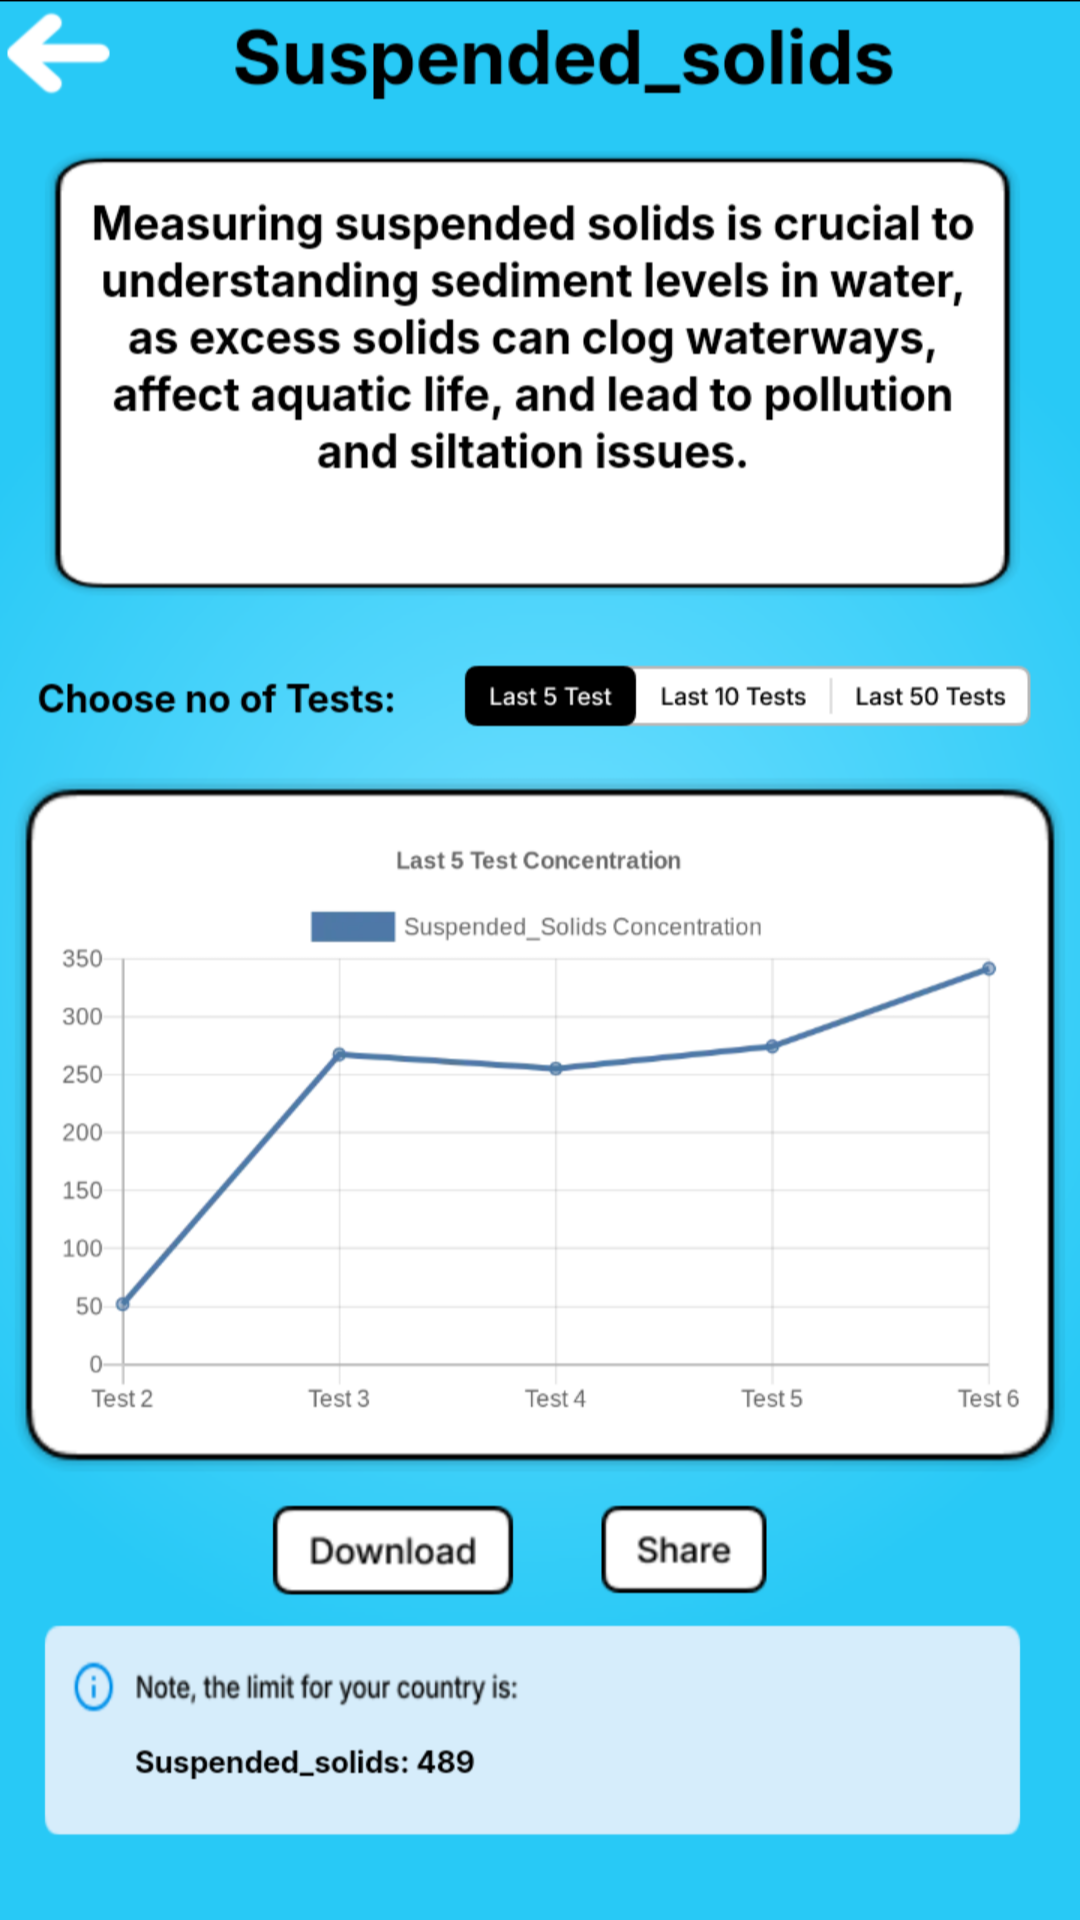 Suspended_solids
Measuring suspended solids is crucial to
understanding sediment levels in water,
as excess solids can clog waterways,
affect aquatic life, and lead to pollution
and siltation issues.
Choose no of Tests:
Last 5 Test
Last 10 Tests
Last 50 Tests
Last 5 Test Concentration
Suspended_Solids Concentration
350
300
250
200
150
100
50
0
Test 2
Test 3
Test 4
Test 5
Test 6
Download
Share
Note, the limit for your country is:
Suspended_solids: 489